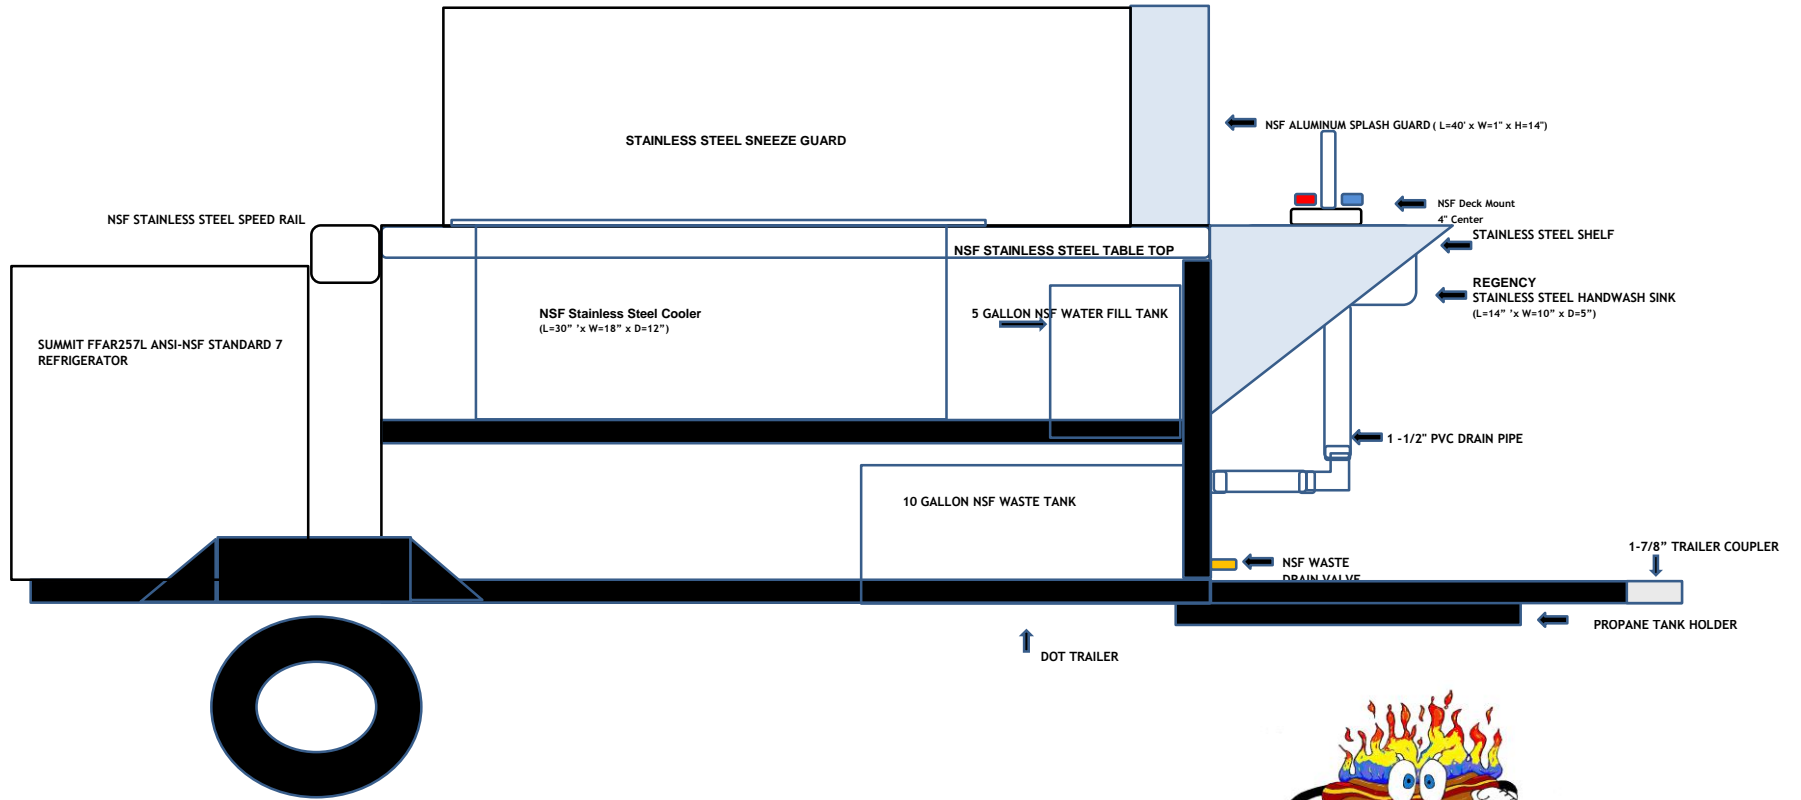 STAINLESS STEEL SNEEZE GUARD
NSF ALUMINUM SPLASH GUARD ( L=40' x W=1" x H=14")
NSF Deck Mount
4" Center
NSF STAINLESS STEEL SPEED RAIL
STAINLESS STEEL SHELF
NSF STAINLESS STEEL TABLE TOP
REGENCY
STAINLESS STEEL HANDWASH SINK
(L=14” ’x W=10” x D=5”)
NSF Stainless Steel Cooler
(L=30” ’x W=18” x D=12”)
5 GALLON NSF WATER FILL TANK
SUMMIT FFAR257L ANSI-NSF STANDARD 7
REFRIGERATOR
1 -1/2" PVC DRAIN PIPE
10 GALLON NSF WASTE TANK
1-7/8” TRAILER COUPLER
NSF WASTE
DRAIN VALVE
PROPANE TANK HOLDER
DOT TRAILER